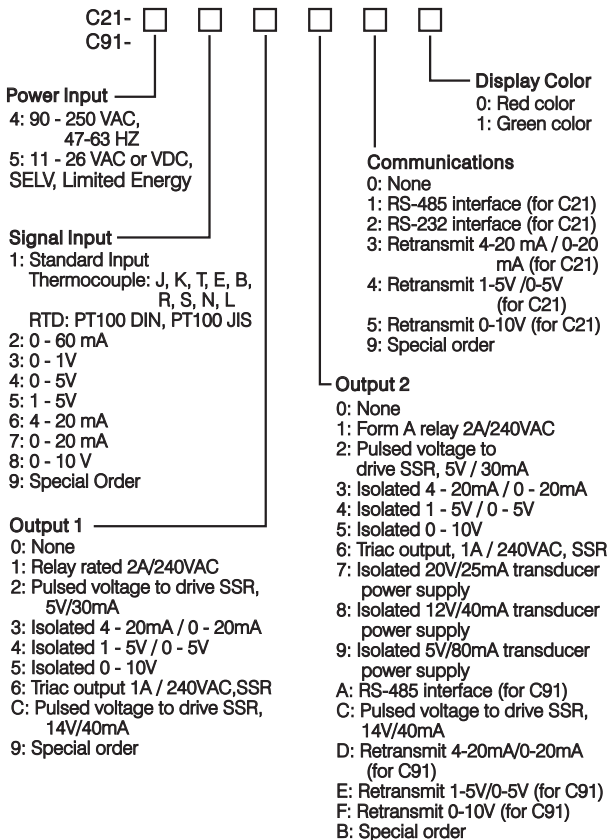 C21-
C91-
Power Input
4: 90 - 250 VAC,
47-63 HZ
5: 11 - 26 VAC or VDC,
SELV, Limited Energy
Signal Input
1: Standard Input
Thermocouple: J, K, T, E, B,
R, S, N, L
RTD: PT100 DIN, PT100 JIS
2: 0 - 60 mA
3: 0 - 1V
4: 0 - 5V
5: 1 - 5V
6: 4 - 20 mA
7: 0 - 20 mA
8: 0 - 10 V
9: Special Order
Output 1
0: None
1: Relay rated 2A/240VAC
2: Pulsed voltage to drive SSR,
5V/30mA
3: Isolated 4 - 20mA / 0 - 20mA
4: Isolated 1 - 5V / 0 - 5V
5: Isolated 0 - 10V
6: Triac output 1A / 240VAC,SSR
C: Pulsed voltage to drive SSR,
14V/40mA
9: Special order
Display Color
0: Red color
1: Green color
Communications
0: None
1: RS-485 interface (for C21)
2: RS-232 interface (for C21)
3: Retransmit 4-20 mA / 0-20
mA (for C21)
4: Retransmit 1-5V /0-5V
(for C21)
5: Retransmit 0-10V (for C21)
9: Special order
Output 2
0: None
1: Form A relay 2A/240VAC
2: Pulsed voltage to
drive SSR, 5V / 30mA
3: Isolated 4 - 20mA / 0 - 20mA
4: Isolated 1 - 5V / 0 - 5V
5: Isolated 0 - 10V
6: Triac output, 1A / 240VAC, SSR
7: Isolated 20V/25mA transducer
power supply
8: Isolated 12V/40mA transducer
power supply
9: Isolated 5V/80mA transducer
power supply
A: RS-485 interface (for C91)
C: Pulsed voltage to drive SSR,
14V/40mA
D: Retransmit 4-20mA/0-20mA
(for C91)
E: Retransmit 1-5V/0-5V (for C91)
F: Retransmit 0-10V (for C91)
B: Special order